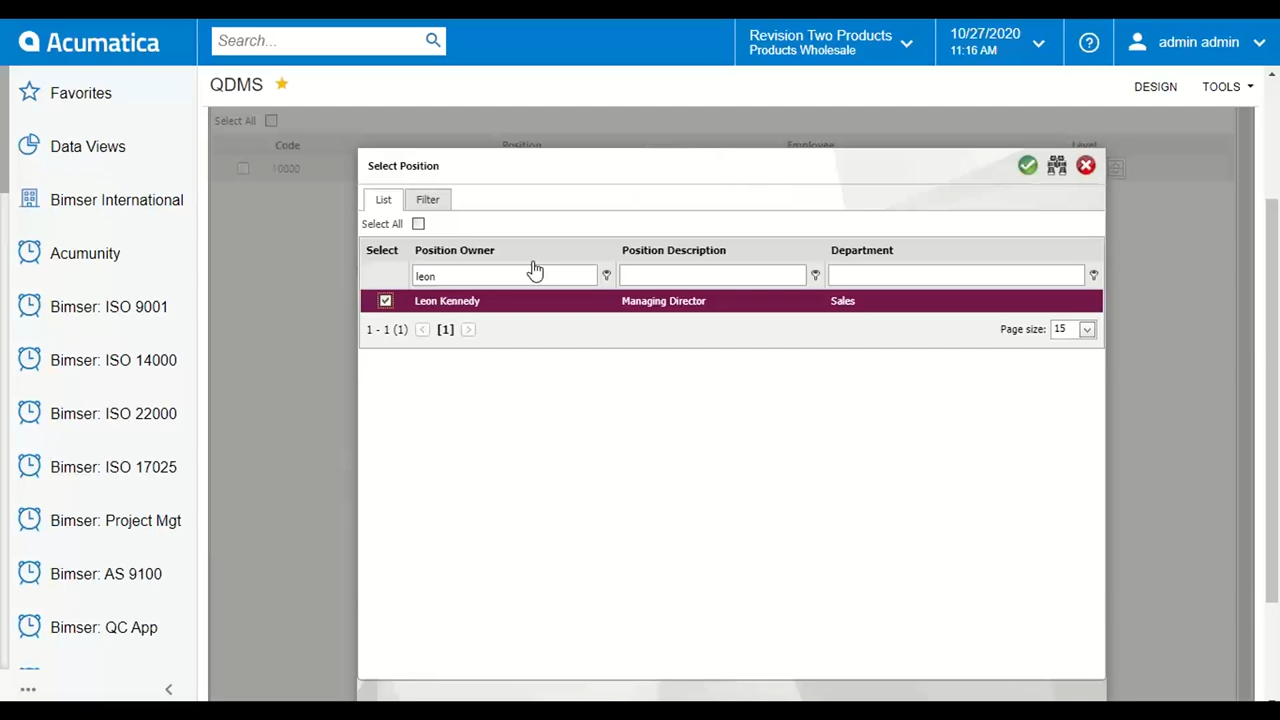 Acumatica
Search...
Revision Two Products
Products Wholesale
10/27/2020
11:16 AM
admin admin
Favorites
Data Views
Bimser International
Acumunity
Bimser: ISO 9001
Bimser: ISO 14000
Bimser: ISO 22000
Bimser: ISO 17025
Bimser: Project Mgt
Bimser: AS 9100
Bimser: QC App
QDMS
DESIGN
TOOLS
Select All
Code Position Employee Level
10000
Select Position
List Filter
Select All
Select Position Owner Position Description Department
leon
Leon Kennedy Managing Director Sales
1 - 1 (1) [1]
Page size: 15